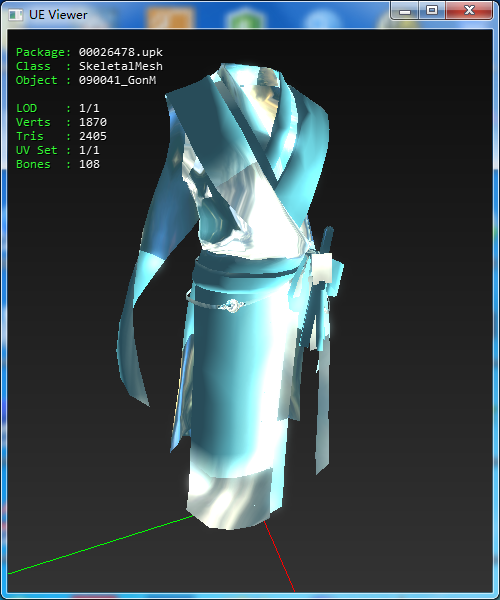 UE Viewer
Package: 00026478.upk
Class : SkeletalMesh
Object : 090041_GonM
LOD : 1/1
Verts : 1870
Tris : 2405
UV Set : 1/1
Bones : 108